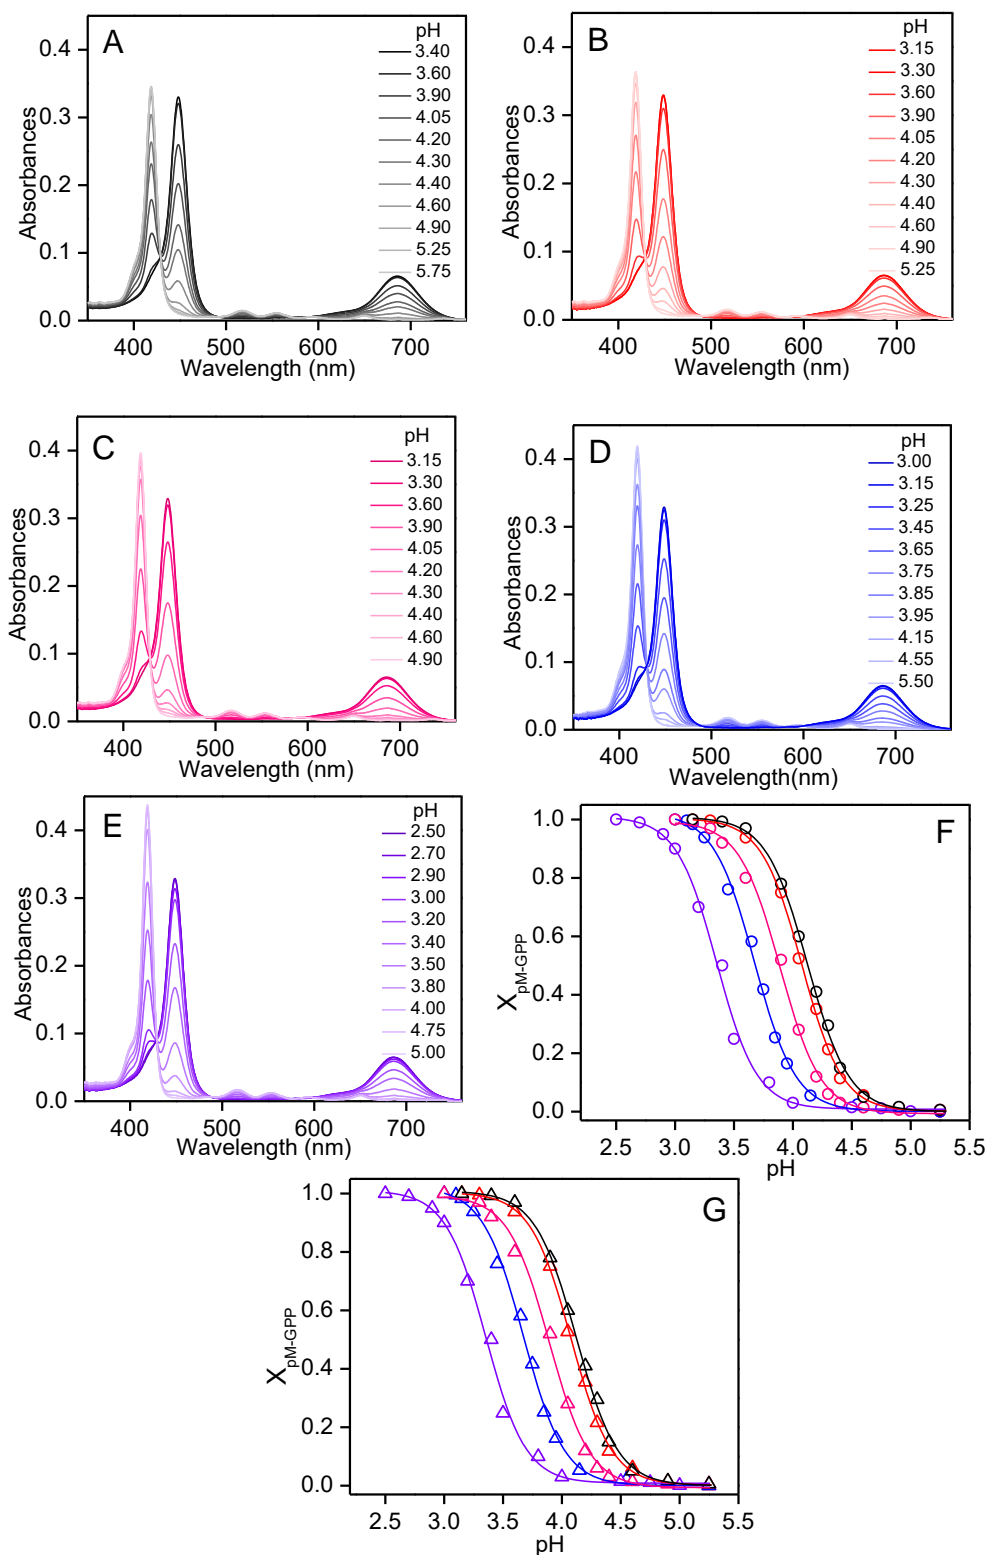 A
pH
3.40
3.60
3.90
4.05
4.20
4.30
4.40
4.60
4.90
5.25
5.75
0.4
0.3
0.2
0.1
0.0
Absorbances
400 500 600 700
Wavelength (nm)
B
pH
3.15
3.30
3.60
3.90
4.05
4.20
4.30
4.40
4.60
4.90
5.25
0.4
0.3
0.2
0.1
0.0
Absorbances
400 500 600 700
Wavelength (nm)
C
pH
3.15
3.30
3.60
3.90
4.05
4.20
4.30
4.40
4.60
4.90
0.4
0.3
0.2
0.1
0.0
Absorbances
400 500 600 700
Wavelength (nm)
D
pH
3.00
3.15
3.25
3.45
3.65
3.75
3.85
3.95
4.15
4.55
5.50
0.4
0.3
0.2
0.1
0.0
Absorbances
400 500 600 700
Wavelength(nm)
E
pH
2.50
2.70
2.90
3.00
3.20
3.40
3.50
3.80
4.00
4.75
5.00
0.4
0.3
0.2
0.1
0.0
Absorbances
400 500 600 700
Wavelength (nm)
F
1.0
0.8
0.6
0.4
0.2
0.0
XpM-GPP
2.5 3.0 3.5 4.0 4.5 5.0 5.5
pH
G
1.0
0.8
0.6
0.4
0.2
0.0
XpM-GPP
2.5 3.0 3.5 4.0 4.5 5.0 5.5
pH